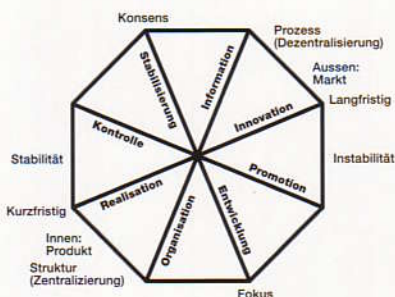 Konsens
Prozess
(Dezentralisierung)
Aussen:
Markt
Langfristig
Stabilisierung
Information
Kontrolle
Innovation
Stabilität
Instabilität
Realisation
Promotion
Kurzfristig
Organisation
Entwicklung
Innen:
Produkt
Struktur
(Zentralizierung)
Fokus